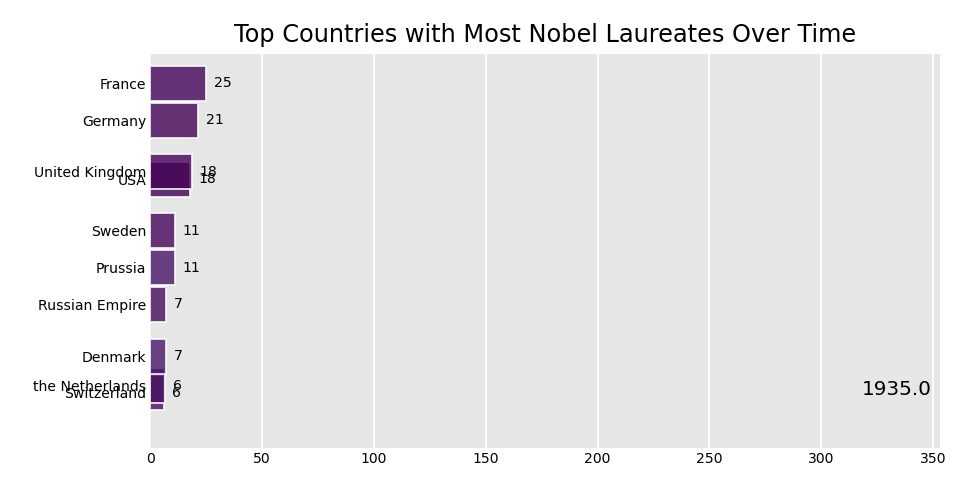 Top Countries with Most Nobel Laureates Over Time
France 25
Germany 21
United Kingdom 18
USA 18
Sweden 11
Prussia 11
Russian Empire 7
Denmark 7
the Netherlands 6
Switzerland 6
1935.0
0 50 100 150 200 250 300 350